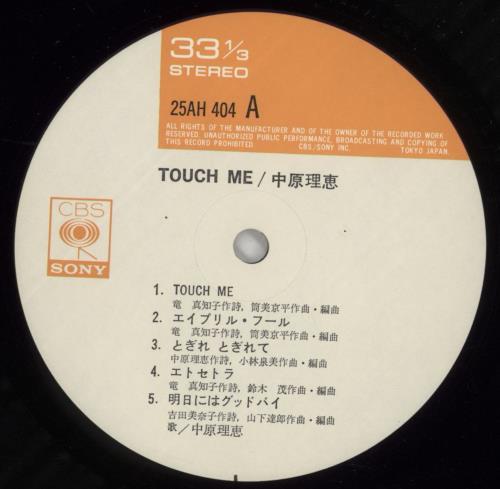 33 1/3
STEREO
25AH 404 A
ALL RIGHTS OF THE MANUFACTURER AND OF THE OWNER OF THE RECORDED WORK
RESERVED. UNAUTHORIZED PUBLIC PERFORMANCE, BROADCASTING AND COPYING OF
THIS RECORD PROHIBITED CBS/SONY INC. TOKYO JAPAN.
TOUCH ME / 中原理恵
CBS
SONY
1. TOUCH ME
竜 真知子作詩, 筒美京平作曲・編曲
2. エイプリル・フール
竜 真知子作詩, 筒美京平作曲・編曲
3. とぎれ とぎれて
中原理恵作詩, 小林泉美作曲・編曲
4. エトセトラ
竜 真知子作詩, 鈴木 茂作曲・編曲
5. 明日にはグッドバイ
吉田美奈子作詩, 山下達郎作曲・編曲
歌/中原理恵